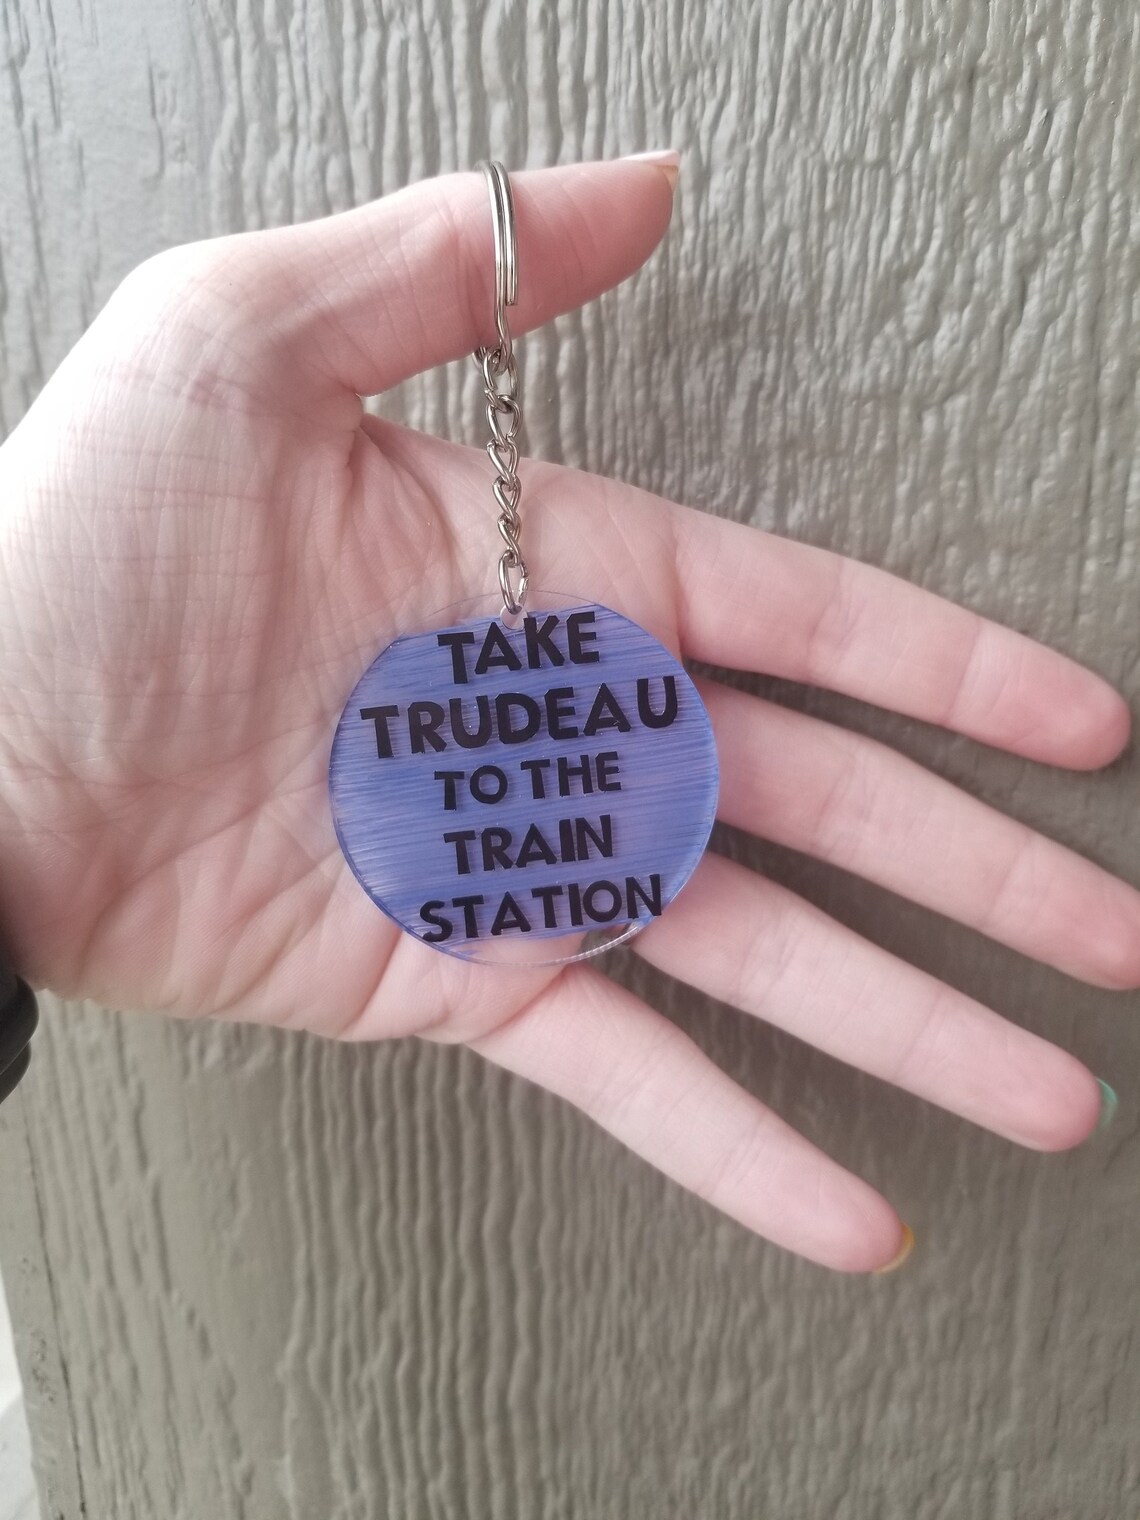 TAKE
TRUDEAU
TO THE
TRAIN
STATION